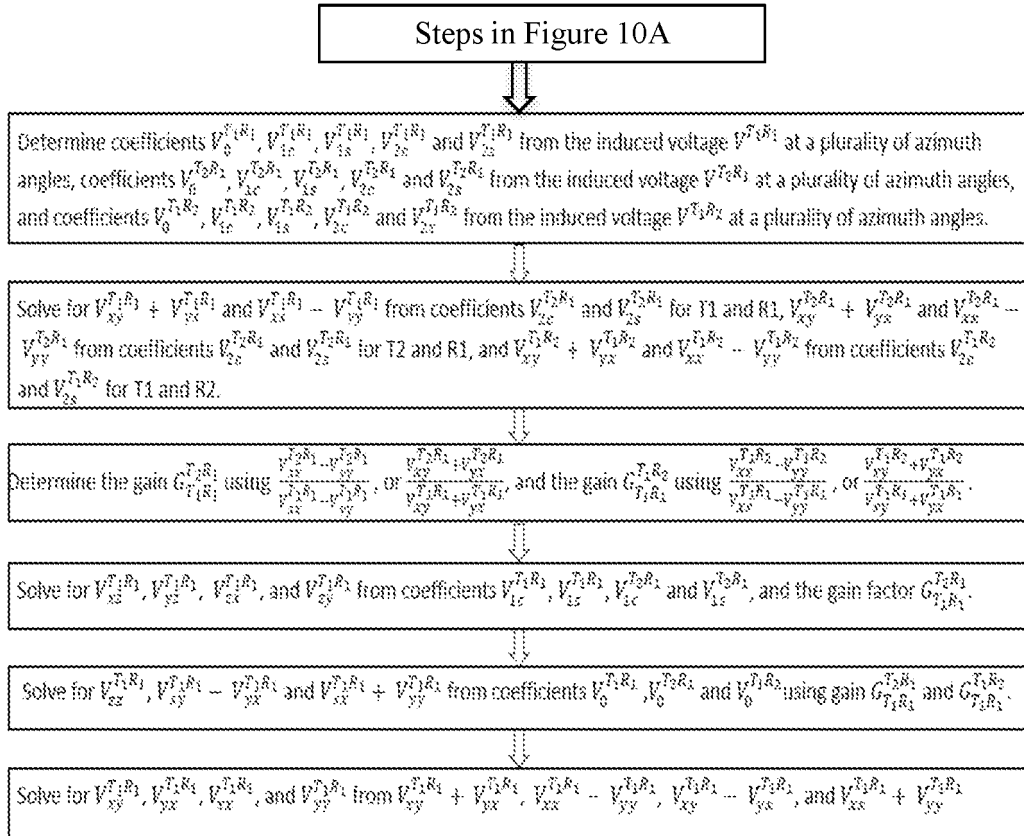 Steps in Figure 10A
Determine coefficients V_0^{T_1R_1}, V_{1c}^{T_1R_1}, V_{1s}^{T_1R_1}, V_{2c}^{T_1R_1} and V_{2s}^{T_1R_1} from the induced voltage V^{T_1R_1} at a plurality of azimuth
angles, coefficients V_0^{T_2R_1}, V_{1c}^{T_2R_1}, V_{1s}^{T_2R_1}, V_{2c}^{T_2R_1} and V_{2s}^{T_2R_1} from the induced voltage V^{T_2R_1} at a plurality of azimuth angles,
and coefficients V_0^{T_1R_2}, V_{1c}^{T_1R_2}, V_{1s}^{T_1R_2}, V_{2c}^{T_1R_2} and V_{2s}^{T_1R_2} from the induced voltage V^{T_1R_2} at a plurality of azimuth angles.
Solve for V_{xy}^{T_1R_1} + V_{yx}^{T_1R_1} and V_{xx}^{T_1R_1} − V_{yy}^{T_1R_1} from coefficients V_{2c}^{T_1R_1} and V_{2s}^{T_1R_1} for T1 and R1, V_{xy}^{T_2R_1} + V_{yx}^{T_2R_1} and V_{xx}^{T_2R_1} −
V_{yy}^{T_2R_1} from coefficients V_{2c}^{T_2R_1} and V_{2s}^{T_2R_1} for T2 and R1, and V_{xy}^{T_1R_2} + V_{yx}^{T_1R_2} and V_{xx}^{T_1R_2} − V_{yy}^{T_1R_2} from coefficients V_{2c}^{T_1R_2}
and V_{2s}^{T_1R_2} for T1 and R2.
Determine the gain G_{T_1R_1}^{T_2R_1} using \frac{V_{xx}^{T_2R_1}−V_{yy}^{T_2R_1}}{V_{xx}^{T_1R_1}−V_{yy}^{T_1R_1}}, or \frac{V_{xy}^{T_2R_1}+V_{yx}^{T_2R_1}}{V_{xy}^{T_1R_1}+V_{yx}^{T_1R_1}}, and the gain G_{T_1R_1}^{T_1R_2} using \frac{V_{xx}^{T_1R_2}−V_{yy}^{T_1R_2}}{V_{xx}^{T_1R_1}−V_{yy}^{T_1R_1}}, or \frac{V_{xy}^{T_1R_2}+V_{yx}^{T_1R_2}}{V_{xy}^{T_1R_1}+V_{yx}^{T_1R_1}}.
Solve for V_{xz}^{T_1R_1}, V_{yz}^{T_1R_1}, V_{zx}^{T_1R_1}, and V_{zy}^{T_1R_1} from coefficients V_{1c}^{T_1R_1}, V_{1s}^{T_1R_1}, V_{1c}^{T_2R_1} and V_{1s}^{T_2R_1}, and the gain factor G_{T_1R_1}^{T_2R_1}.
Solve for V_{zz}^{T_1R_1}, V_{xy}^{T_1R_1} − V_{yx}^{T_1R_1} and V_{xx}^{T_1R_1} + V_{yy}^{T_1R_1} from coefficients V_0^{T_1R_1}, V_0^{T_2R_1} and V_0^{T_1R_2} using gain G_{T_1R_1}^{T_2R_1} and G_{T_1R_1}^{T_1R_2}.
Solve for V_{xy}^{T_1R_1}, V_{yx}^{T_1R_1}, V_{xx}^{T_1R_1}, and V_{yy}^{T_1R_1} from V_{xy}^{T_1R_1} + V_{yx}^{T_1R_1}, V_{xx}^{T_1R_1} − V_{yy}^{T_1R_1}, V_{xy}^{T_1R_1} − V_{yx}^{T_1R_1}, and V_{xx}^{T_1R_1} + V_{yy}^{T_1R_1}